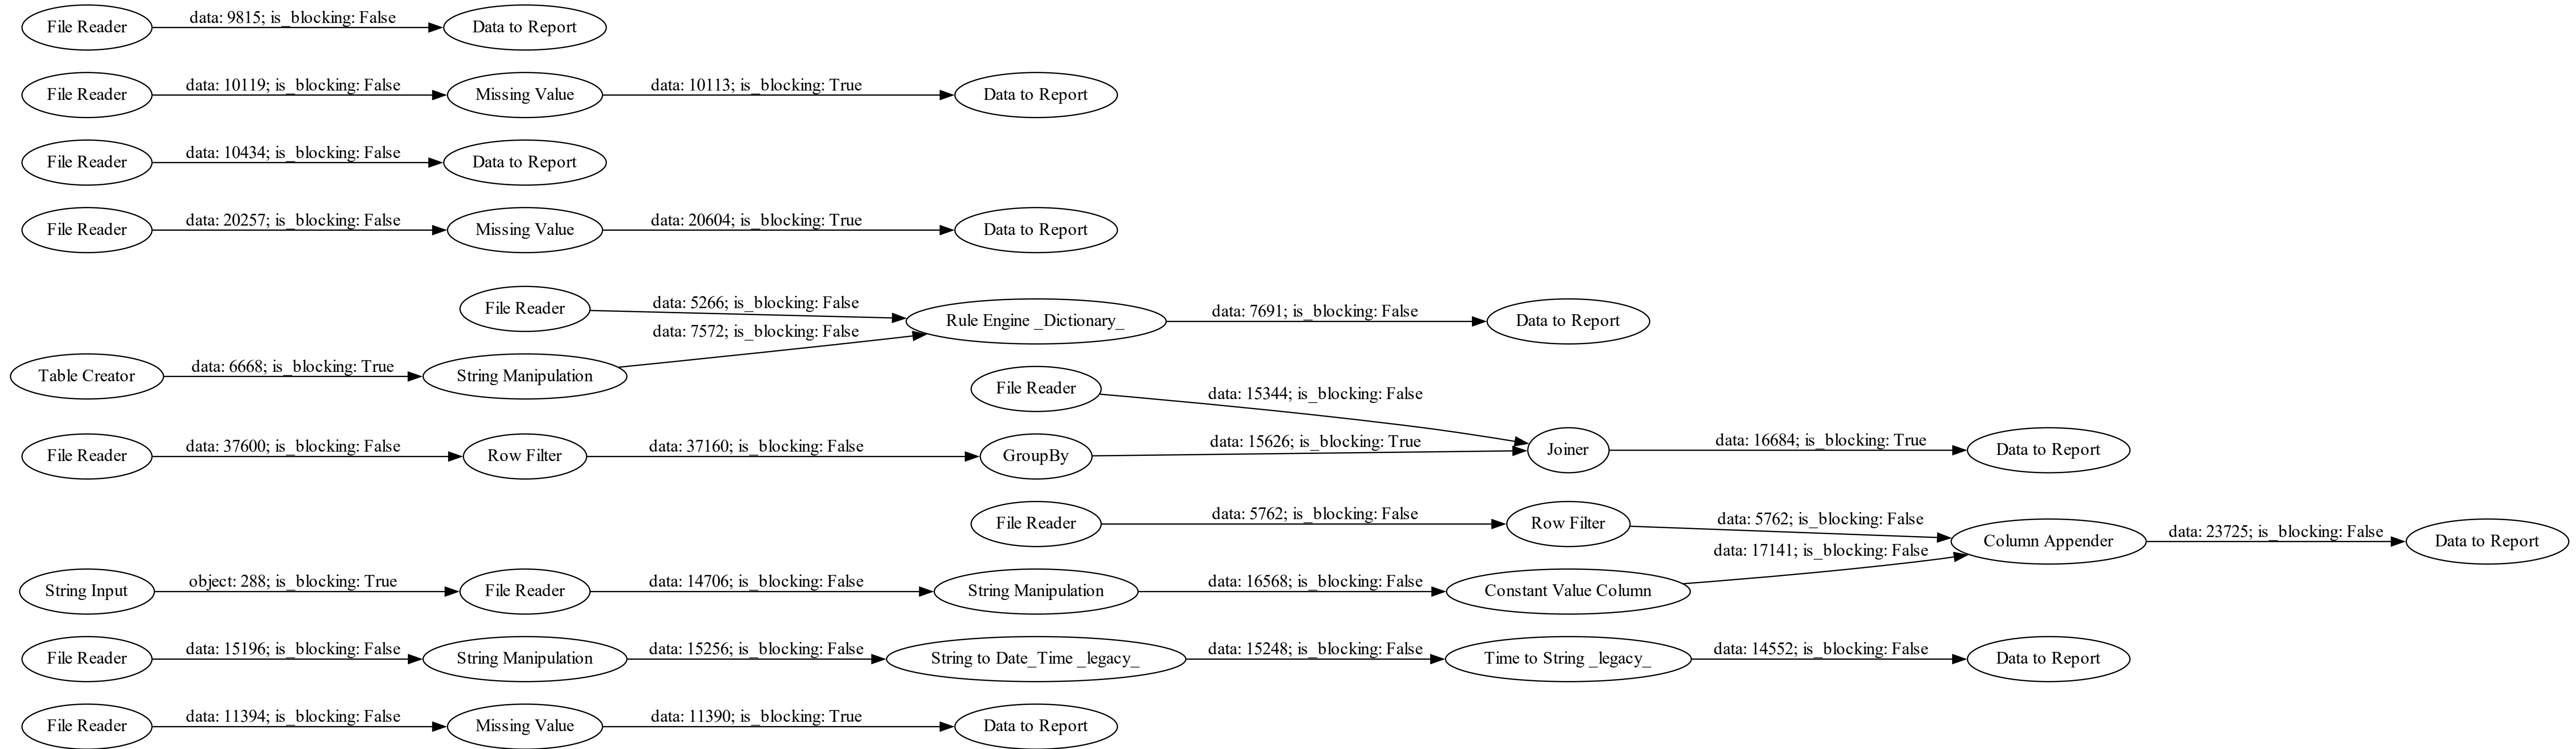 File Reader data: 9815; is_blocking: False Data to Report
File Reader data: 10119; is_blocking: False Missing Value data: 10113; is_blocking: True Data to Report
File Reader data: 10434; is_blocking: False Data to Report
File Reader data: 20257; is_blocking: False Missing Value data: 20604; is_blocking: True Data to Report
File Reader data: 5266; is_blocking: False Rule Engine _Dictionary_ data: 7691; is_blocking: False Data to Report
Table Creator data: 6668; is_blocking: True String Manipulation data: 7572; is_blocking: False
File Reader data: 15344; is_blocking: False
File Reader data: 37600; is_blocking: False Row Filter data: 37160; is_blocking: False GroupBy data: 15626; is_blocking: True Joiner data: 16684; is_blocking: True Data to Report
File Reader data: 5762; is_blocking: False Row Filter data: 5762; is_blocking: False Column Appender data: 23725; is_blocking: False Data to Report
String Input object: 288; is_blocking: True File Reader data: 14706; is_blocking: False String Manipulation data: 16568; is_blocking: False Constant Value Column data: 17141; is_blocking: False
File Reader data: 15196; is_blocking: False String Manipulation data: 15256; is_blocking: False String to Date_Time _legacy_ data: 15248; is_blocking: False Time to String _legacy_ data: 14552; is_blocking: False Data to Report
File Reader data: 11394; is_blocking: False Missing Value data: 11390; is_blocking: True Data to Report